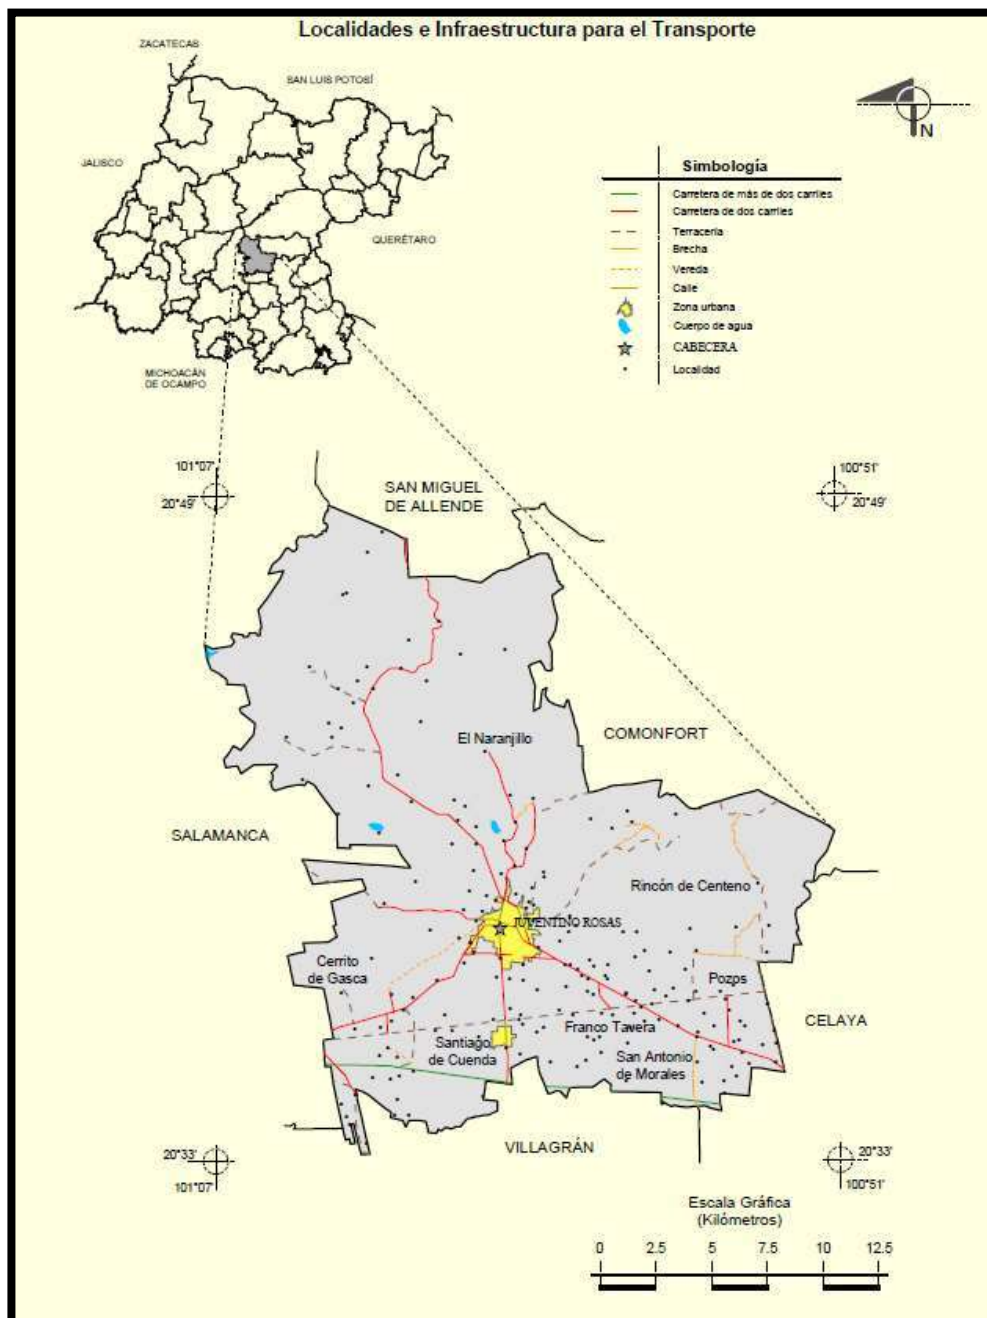 Localidades e Infraestructura para el Transporte
ZACATECAS
SAN LUIS POTOSÍ
JALISCO
QUERÉTARO
MICHOACÁN
DE OCAMPO
N
Simbología
Carretera de más de dos carriles
Carretera de dos carriles
Terracería
Brecha
Vereda
Calle
Zona urbana
Cuerpo de agua
CABECERA
Localidad
101°07'
20°49'
100°51'
20°49'
SAN MIGUEL
DE ALLENDE
El Naranjillo
COMONFORT
SALAMANCA
Rincón de Centeno
JUVENTINO ROSAS
Cerrito
de Gasca
Pozos
CELAYA
Franco Tavera
Santiago
de Cuenda
San Antonio
de Morales
VILLAGRÁN
20°33'
101°07'
20°33'
100°51'
Escala Gráfica
(Kilómetros)
0 2.5 5 7.5 10 12.5